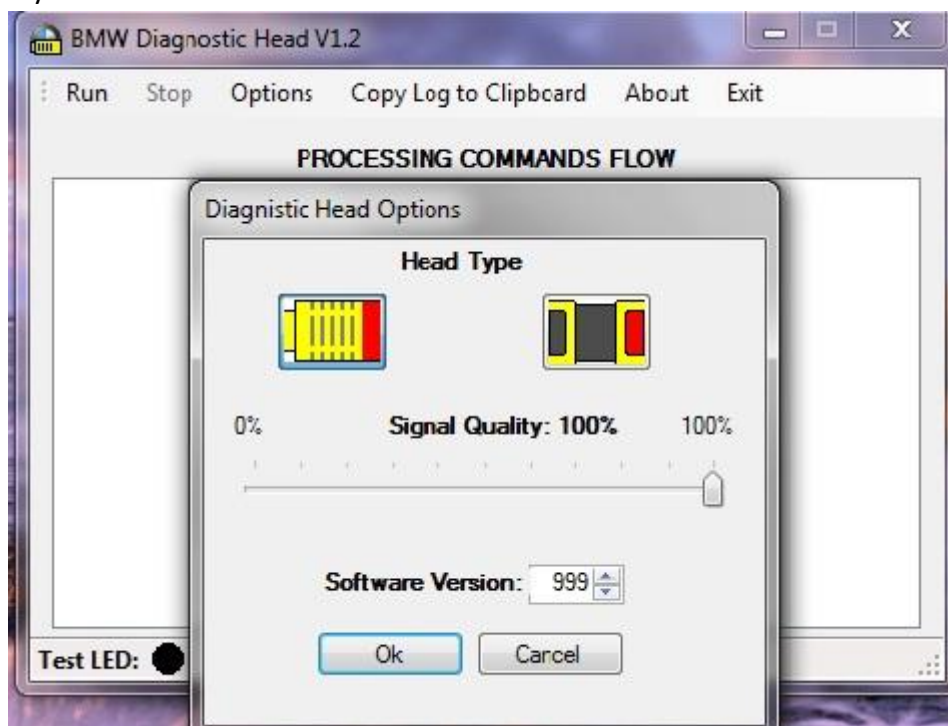 BMW Diagnostic Head V1.2
Run Stop Options Copy Log to Clipboard About Exit
PROCESSING COMMANDS FLOW
Diagnistic Head Options
Head Type
0% Signal Quality: 100% 100%
Software Version: 999
Ok Cancel
Test LED: